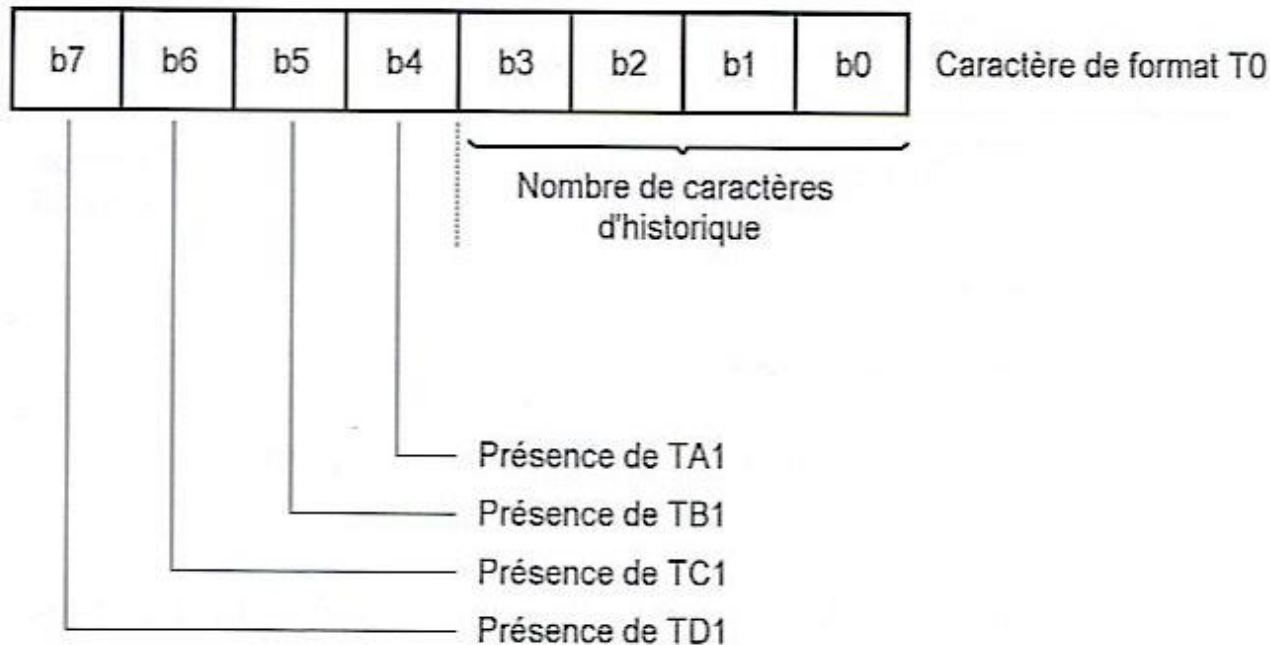 b7 b6 b5 b4 b3 b2 b1 b0 Caractère de format T0
Nombre de caractères
d'historique
Présence de TA1
Présence de TB1
Présence de TC1
Présence de TD1